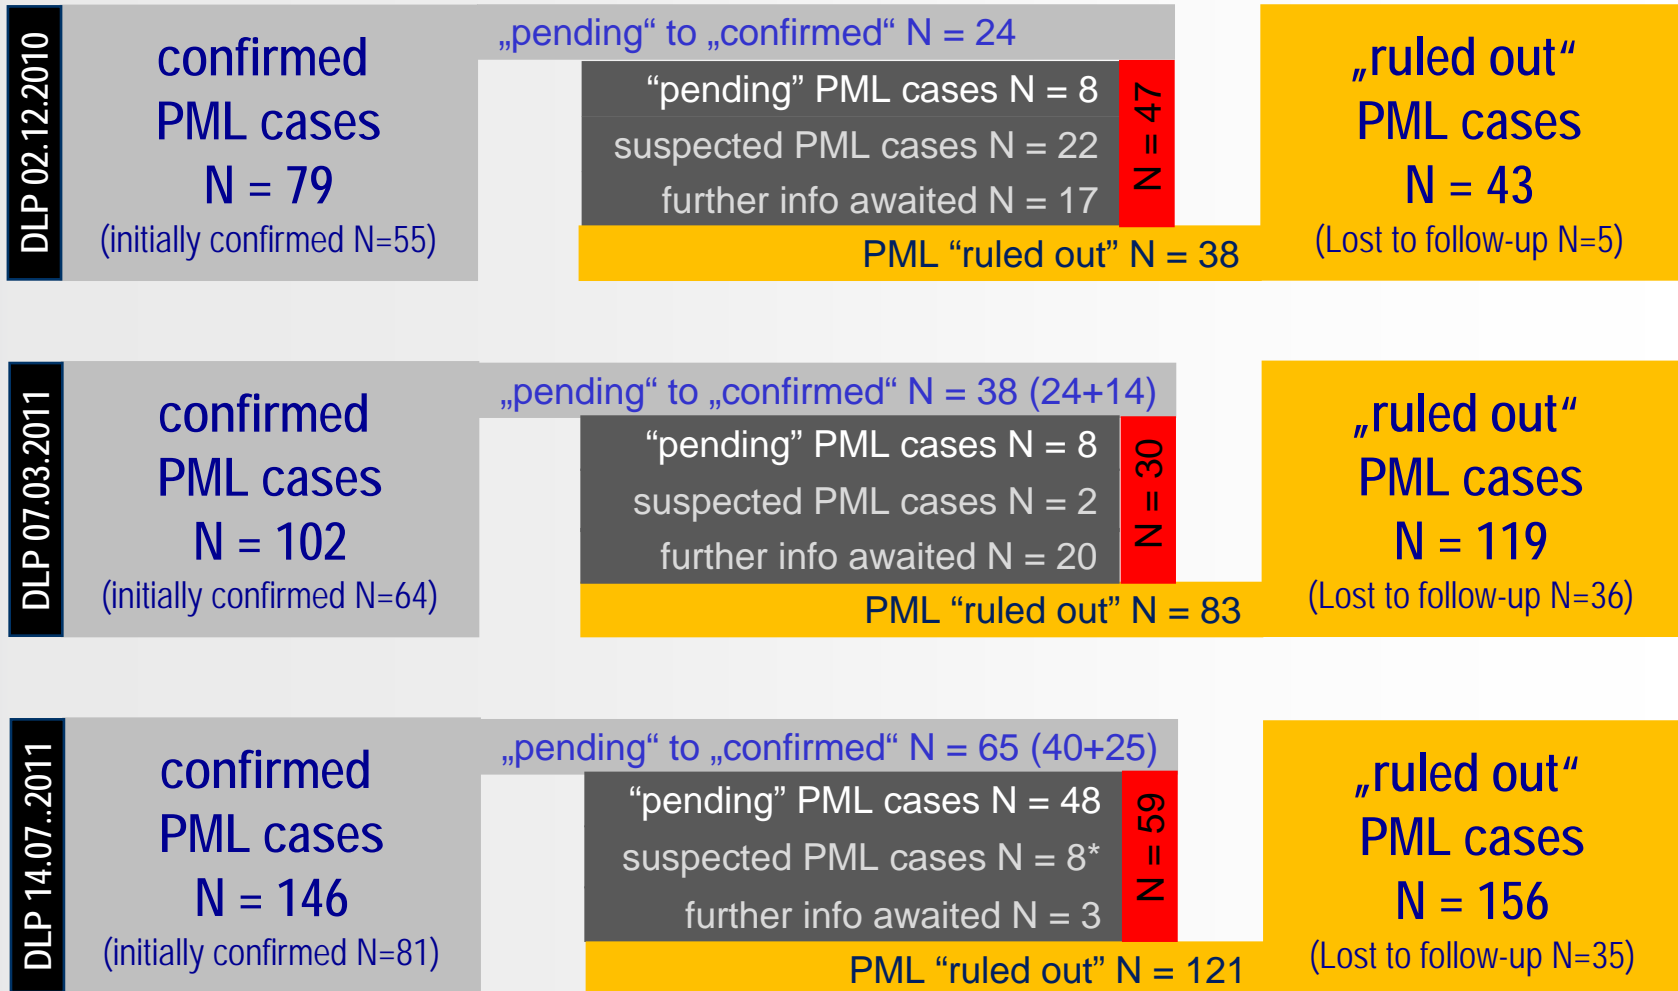 DLP 02.12.2010
confirmed
PML cases
N = 79
(initially confirmed N=55)
„pending“ to „confirmed“ N = 24
“pending” PML cases N = 8
suspected PML cases N = 22
further info awaited N = 17
N = 47
PML “ruled out” N = 38
„ruled out“
PML cases
N = 43
(Lost to follow-up N=5)
DLP 07.03.2011
confirmed
PML cases
N = 102
(initially confirmed N=64)
„pending“ to „confirmed“ N = 38 (24+14)
“pending” PML cases N = 8
suspected PML cases N = 2
further info awaited N = 20
N = 30
PML “ruled out” N = 83
„ruled out“
PML cases
N = 119
(Lost to follow-up N=36)
DLP 14.07..2011
confirmed
PML cases
N = 146
(initially confirmed N=81)
„pending“ to „confirmed“ N = 65 (40+25)
“pending” PML cases N = 48
suspected PML cases N = 8*
further info awaited N = 3
N = 59
PML “ruled out” N = 121
„ruled out“
PML cases
N = 156
(Lost to follow-up N=35)